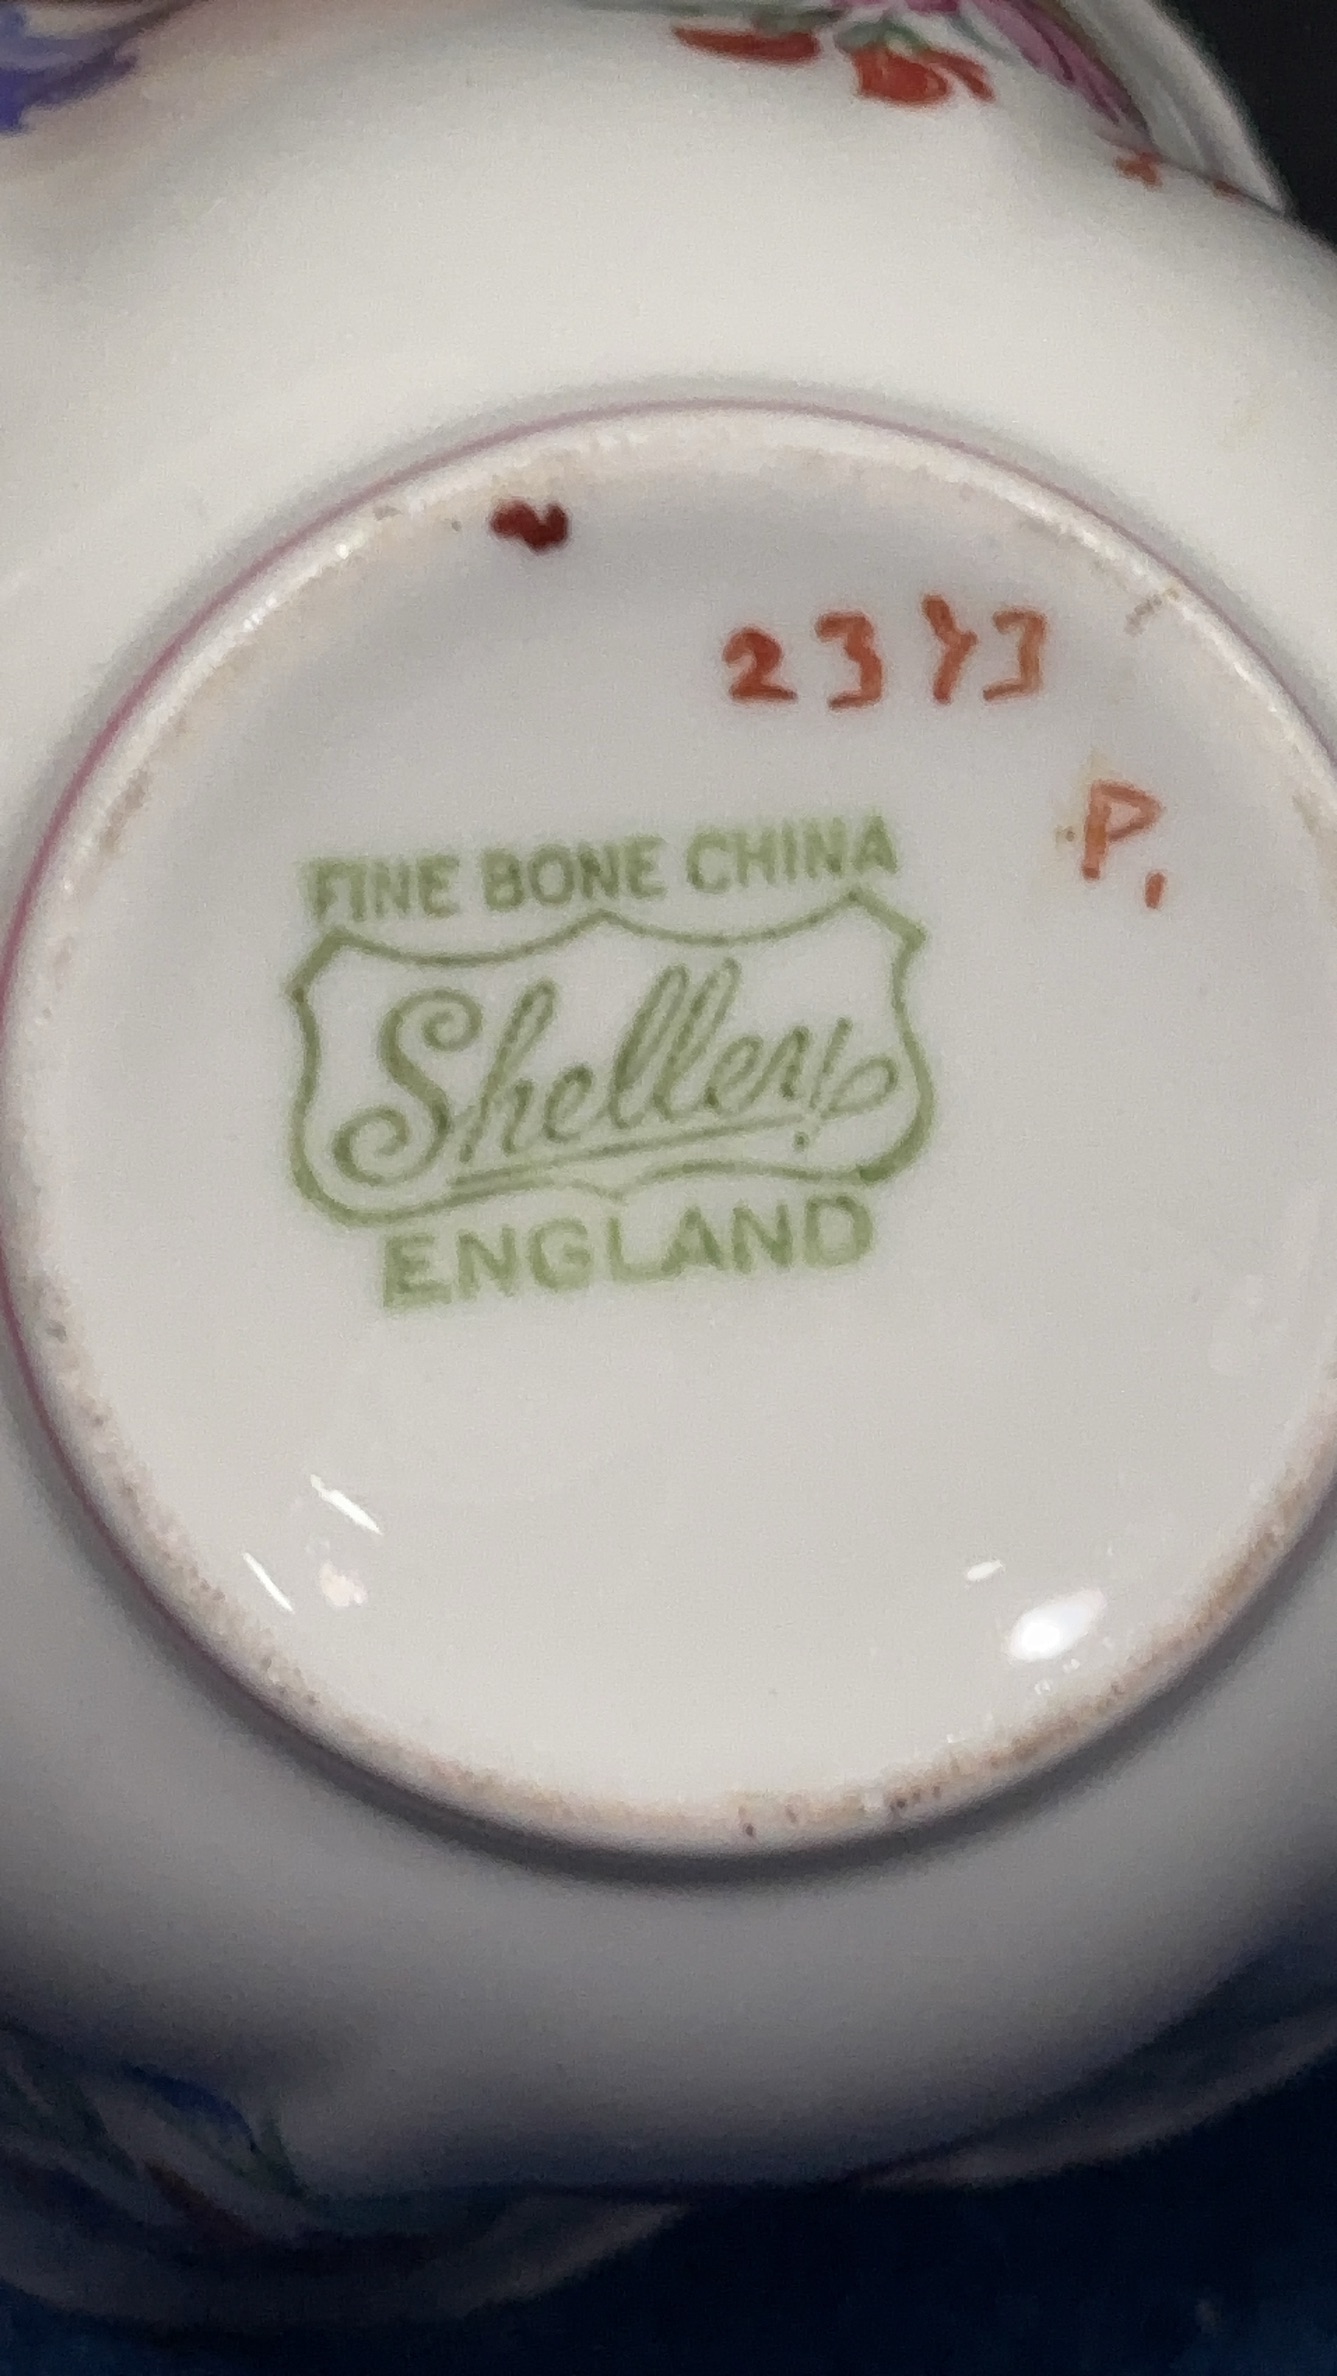 2373
P.
FINE BONE CHINA
Shelley
ENGLAND